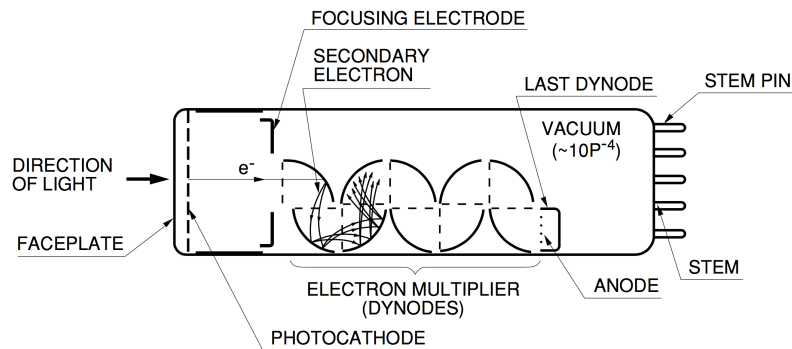 FOCUSING ELECTRODE
SECONDARY
ELECTRON
LAST DYNODE
STEM PIN
VACUUM
(~10P⁻⁴)
DIRECTION
OF LIGHT
e⁻
FACEPLATE
STEM
ELECTRON MULTIPLIER
(DYNODES)
ANODE
PHOTOCATHODE